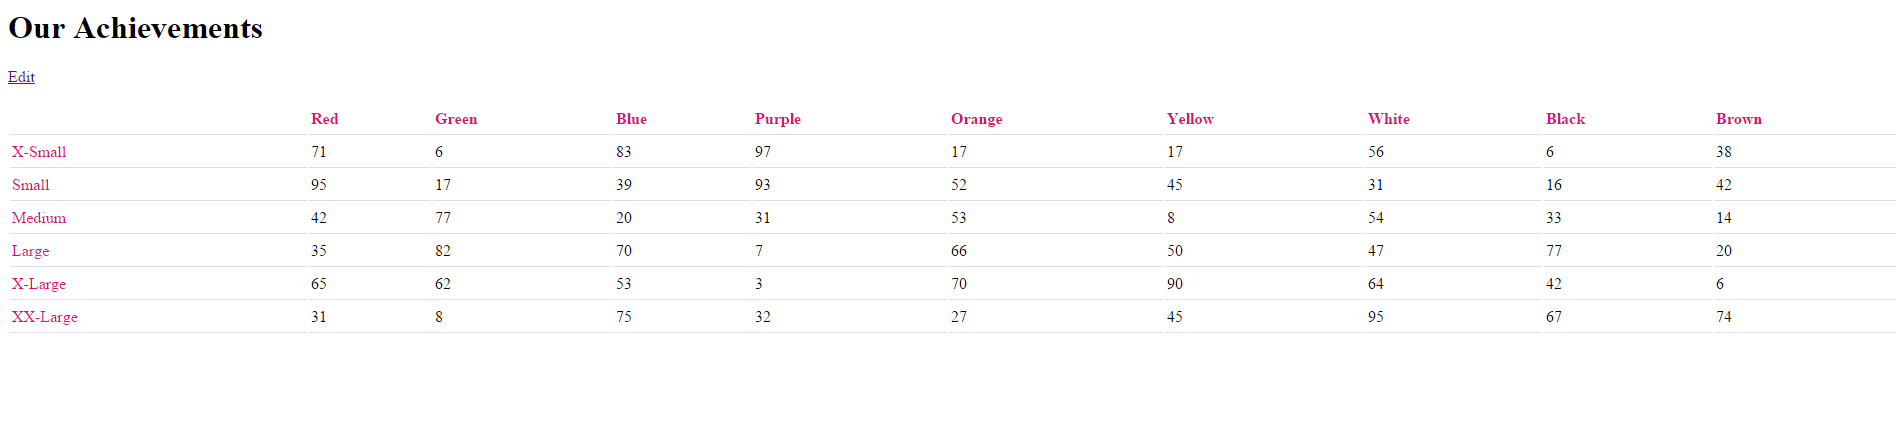 Our Achievements
Edit
Red Green Blue Purple Orange Yellow White Black Brown
X-Small 71 6 83 97 17 17 56 6 38
Small 95 17 39 93 52 45 31 16 42
Medium 42 77 20 31 53 8 54 33 14
Large 35 82 70 7 66 50 47 77 20
X-Large 65 62 53 3 70 90 64 42 6
XX-Large 31 8 75 32 27 45 95 67 74